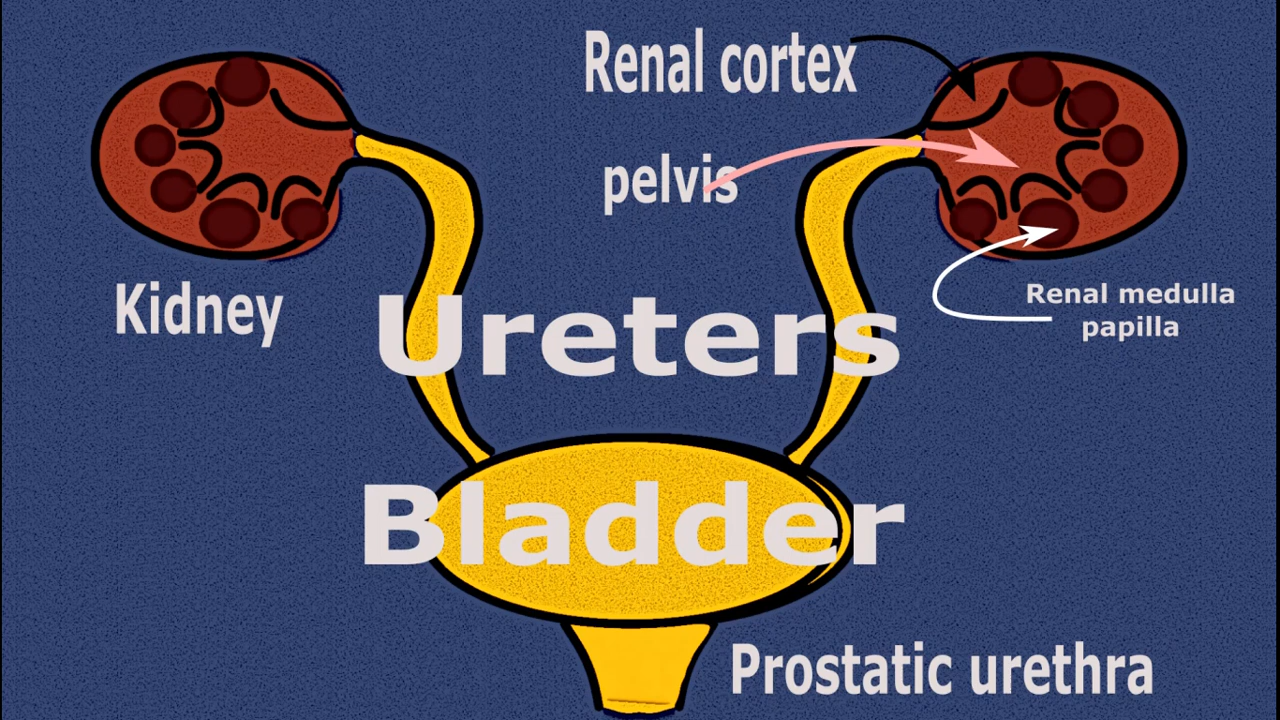 Renal cortex
pelvis
Kidney
Renal medulla
papilla
Ureters
Bladder
Prostatic urethra